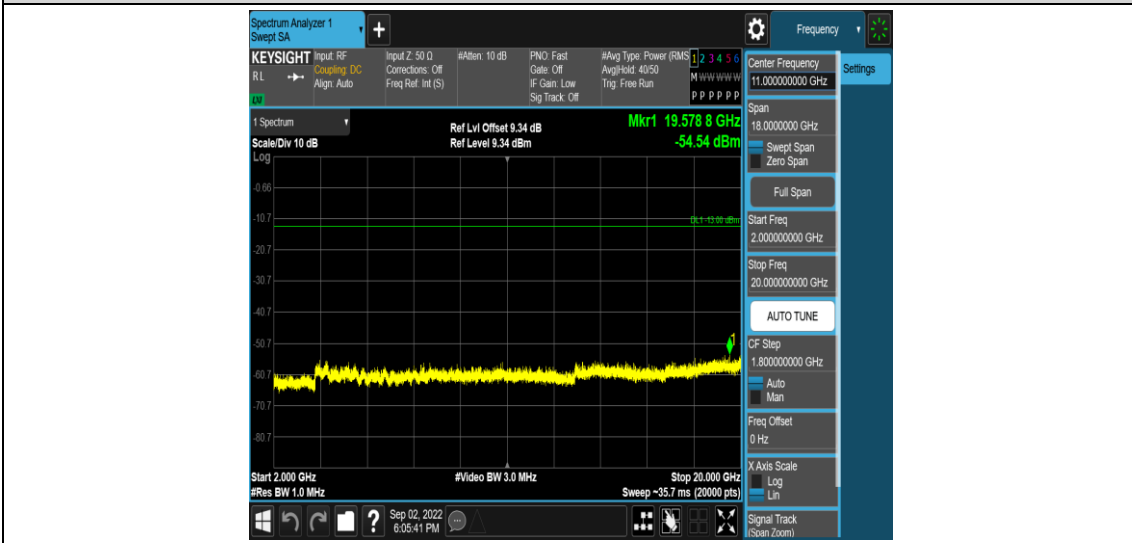 Spectrum Analyzer 1
Swept SA
+
Frequency
KEYSIGHT
RL
LXI
Input: RF
Coupling: DC
Align: Auto
Input Z: 50 Ω
Corrections: Off
Freq Ref: Int (S)
#Atten: 10 dB
PNO: Fast
Gate: Off
IF Gain: Low
Sig Track: Off
#Avg Type: Power (RMS
Avg|Hold: 40/50
Trig: Free Run
1 2 3 4 5 6
M W W W W W
P P P P P P
Center Frequency
11.000000000 GHz
Settings
Span
18.0000000 GHz
Swept Span
Zero Span
Full Span
Start Freq
2.000000000 GHz
Stop Freq
20.000000000 GHz
AUTO TUNE
CF Step
1.800000000 GHz
Auto
Man
Freq Offset
0 Hz
X Axis Scale
Log
Lin
Signal Track
(Span Zoom)
1 Spectrum
Scale/Div 10 dB
Log
Ref Lvl Offset 9.34 dB
Ref Level 9.34 dBm
Mkr1 19.578 8 GHz
-54.54 dBm
-0.66
-10.7
DL1 -13.00 dBm
-20.7
-30.7
-40.7
-50.7
1
-60.7
-70.7
-80.7
Start 2.000 GHz
#Video BW 3.0 MHz
Stop 20.000 GHz
#Res BW 1.0 MHz
Sweep ~35.7 ms (20000 pts)
?
Sep 02, 2022
6:05:41 PM